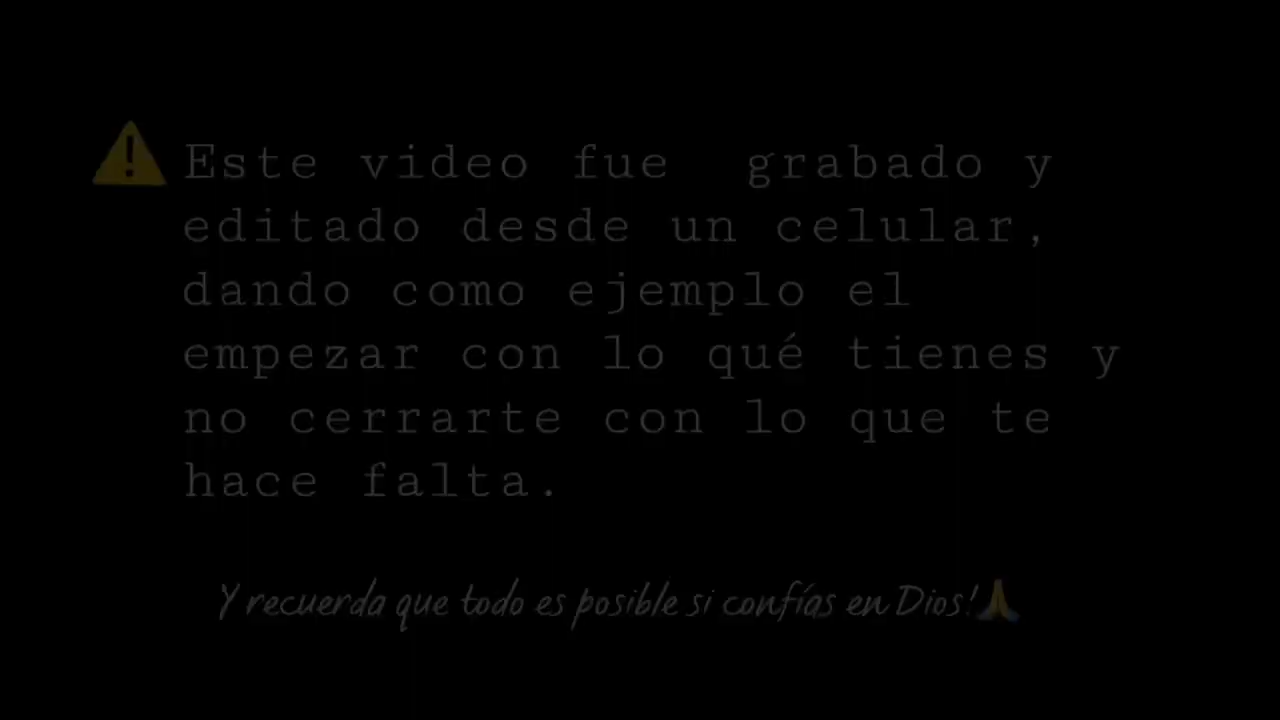 ⚠️Este video fue grabado y
editado desde un celular,
dando como ejemplo el
empezar con lo qué tienes y
no cerrarte con lo que te
hace falta.
Y recuerda que todo es posible si confías en Dios!🙏